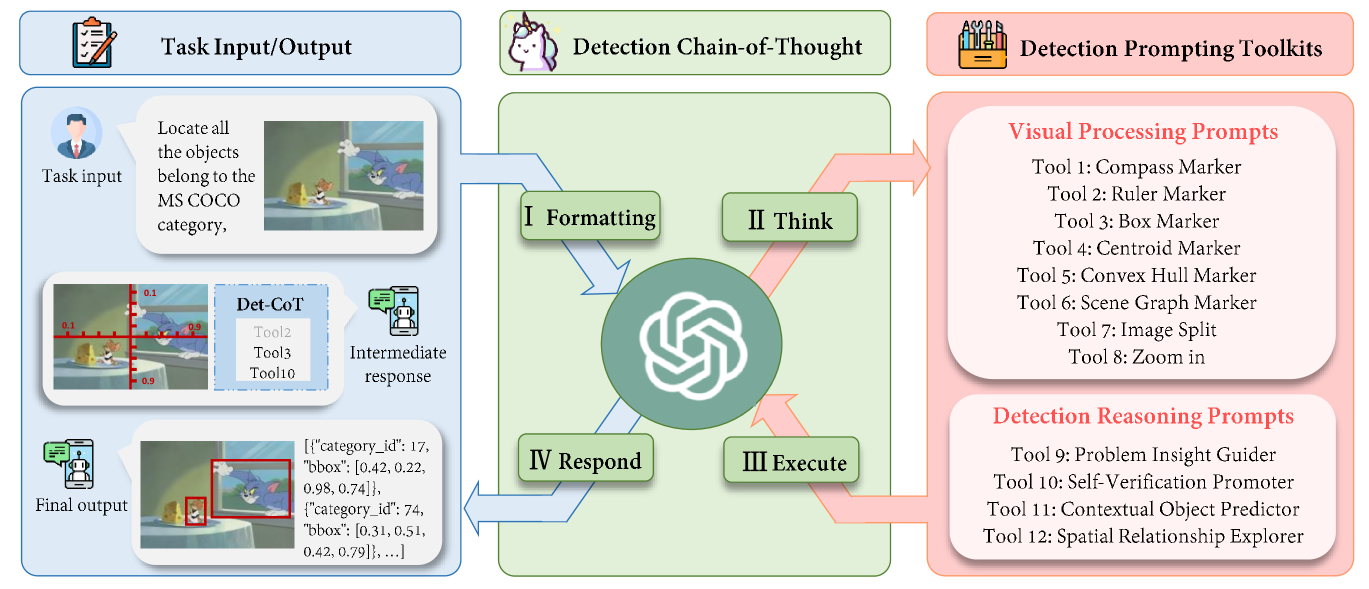 Task Input/Output
Detection Chain-of-Thought
Detection Prompting Toolkits
Task input
Locate all
the objects
belong to the
MS COCO
category,
0.1
0.1
0.9
0.9
Det-CoT
Tool2
Tool3
Tool10
Intermediate
response
Final output
[{"category_id": 17,
"bbox": [0.42, 0.22,
0.98, 0.74]},
{"category_id": 74,
"bbox": [0.31, 0.51,
0.42, 0.79]}, ...]
Ⅰ Formatting
Ⅱ Think
Ⅳ Respond
Ⅲ Execute
Visual Processing Prompts
Tool 1: Compass Marker
Tool 2: Ruler Marker
Tool 3: Box Marker
Tool 4: Centroid Marker
Tool 5: Convex Hull Marker
Tool 6: Scene Graph Marker
Tool 7: Image Split
Tool 8: Zoom in
Detection Reasoning Prompts
Tool 9: Problem Insight Guider
Tool 10: Self-Verification Promoter
Tool 11: Contextual Object Predictor
Tool 12: Spatial Relationship Explorer